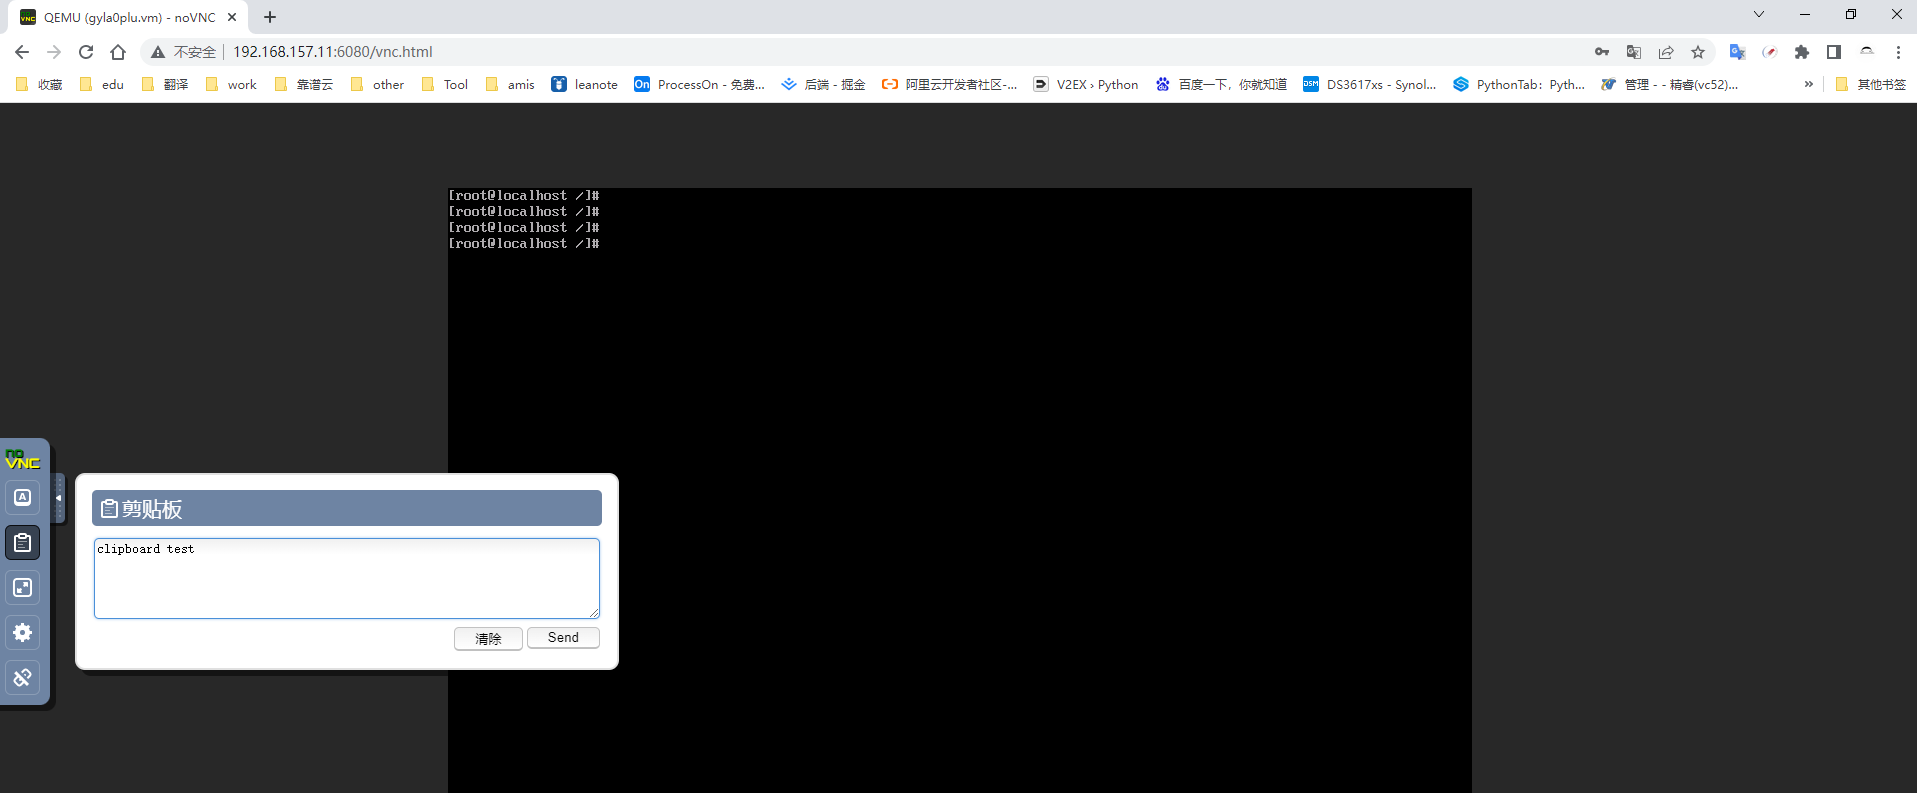 QEMU (gyla0plu.vm) - noVNC
不安全 192.168.157.11:6080/vnc.html
收藏 edu 翻译 work 靠谱云 other Tool amis leanote On ProcessOn - 免费... 后端 - 掘金 阿里云开发者社区-... V2EX › Python 百度一下，你就知道 DSM DS3617xs - Synol... PythonTab：Pyth... 管理 - - 精睿(vc52)... » 其他书签
[root@localhost /]#
[root@localhost /]#
[root@localhost /]#
[root@localhost /]#
no
VNC
A
剪贴板
clipboard test
清除 Send